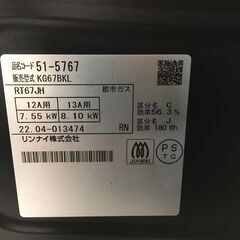 品名コード 51-5767
販売型式 KG67BKL
RT67JH 都市ガス
12A用 13A用
7.55 kW 8.10 kW
22.04-013474 RN
リンナイ株式会社
区分名 C
効率56.3 %
区分名 J
効率 180 Wh
JIA
PS
TG